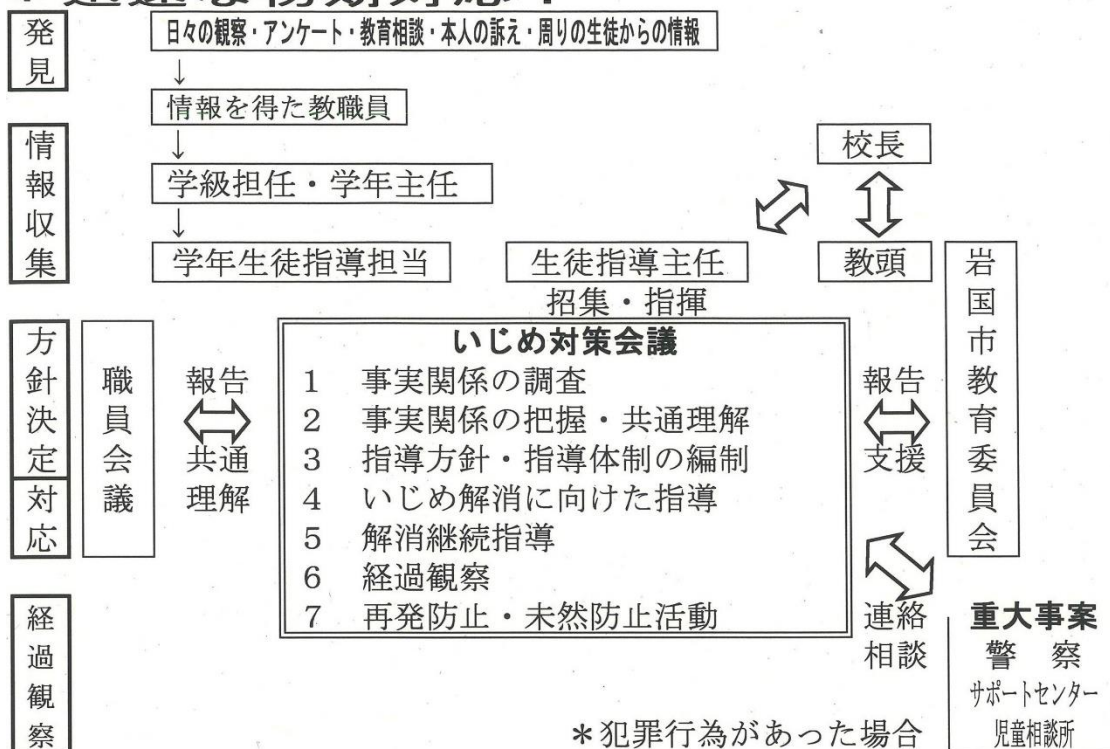 発見
日々の観察・アンケート・教育相談・本人の訴え・周りの生徒からの情報
↓
情報を得た教職員
情報収集
↓
学級担任・学年主任
↓
学年生徒指導担当
生徒指導主任
招集・指揮
校長
教頭
岩国市教育委員会
方針決定
対応
職員会議
報告
共通
理解
いじめ対策会議
1 事実関係の調査
2 事実関係の把握・共通理解
3 指導方針・指導体制の編制
4 いじめ解消に向けた指導
5 解消継続指導
6 経過観察
7 再発防止・未然防止活動
報告
支援
連絡
相談
重大事案
警 察
サポートセンター
児童相談所
経過観察
*犯罪行為があった場合